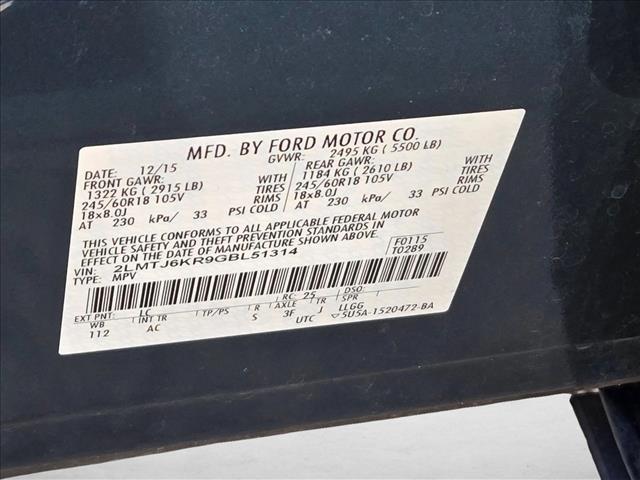 MFD. BY FORD MOTOR CO.
DATE: 12/15 GVWR: 2495 KG ( 5500 LB)
FRONT GAWR: WITH REAR GAWR: WITH
1322 KG ( 2915 LB) TIRES 1184 KG ( 2610 LB) TIRES
245/60R18 105V RIMS 245/60R18 105V RIMS
18x8.0J 18x8.0J
AT 230 kPa/ 33 PSI COLD AT 230 kPa/ 33 PSI COLD
THIS VEHICLE CONFORMS TO ALL APPLICABLE FEDERAL MOTOR
VEHICLE SAFETY AND THEFT PREVENTION STANDARDS IN
EFFECT ON THE DATE OF MANUFACTURE SHOWN ABOVE.
VIN: 2LMTJ6KR9GBL51314 F0115
TYPE: MPV T0289
EXT PNT: LC RC: 25 DSO:
WB INT TR TP/PS R AXLE TR SPR
112 AC S 3F J LLGG
UTC 5U5A-1520472-BA